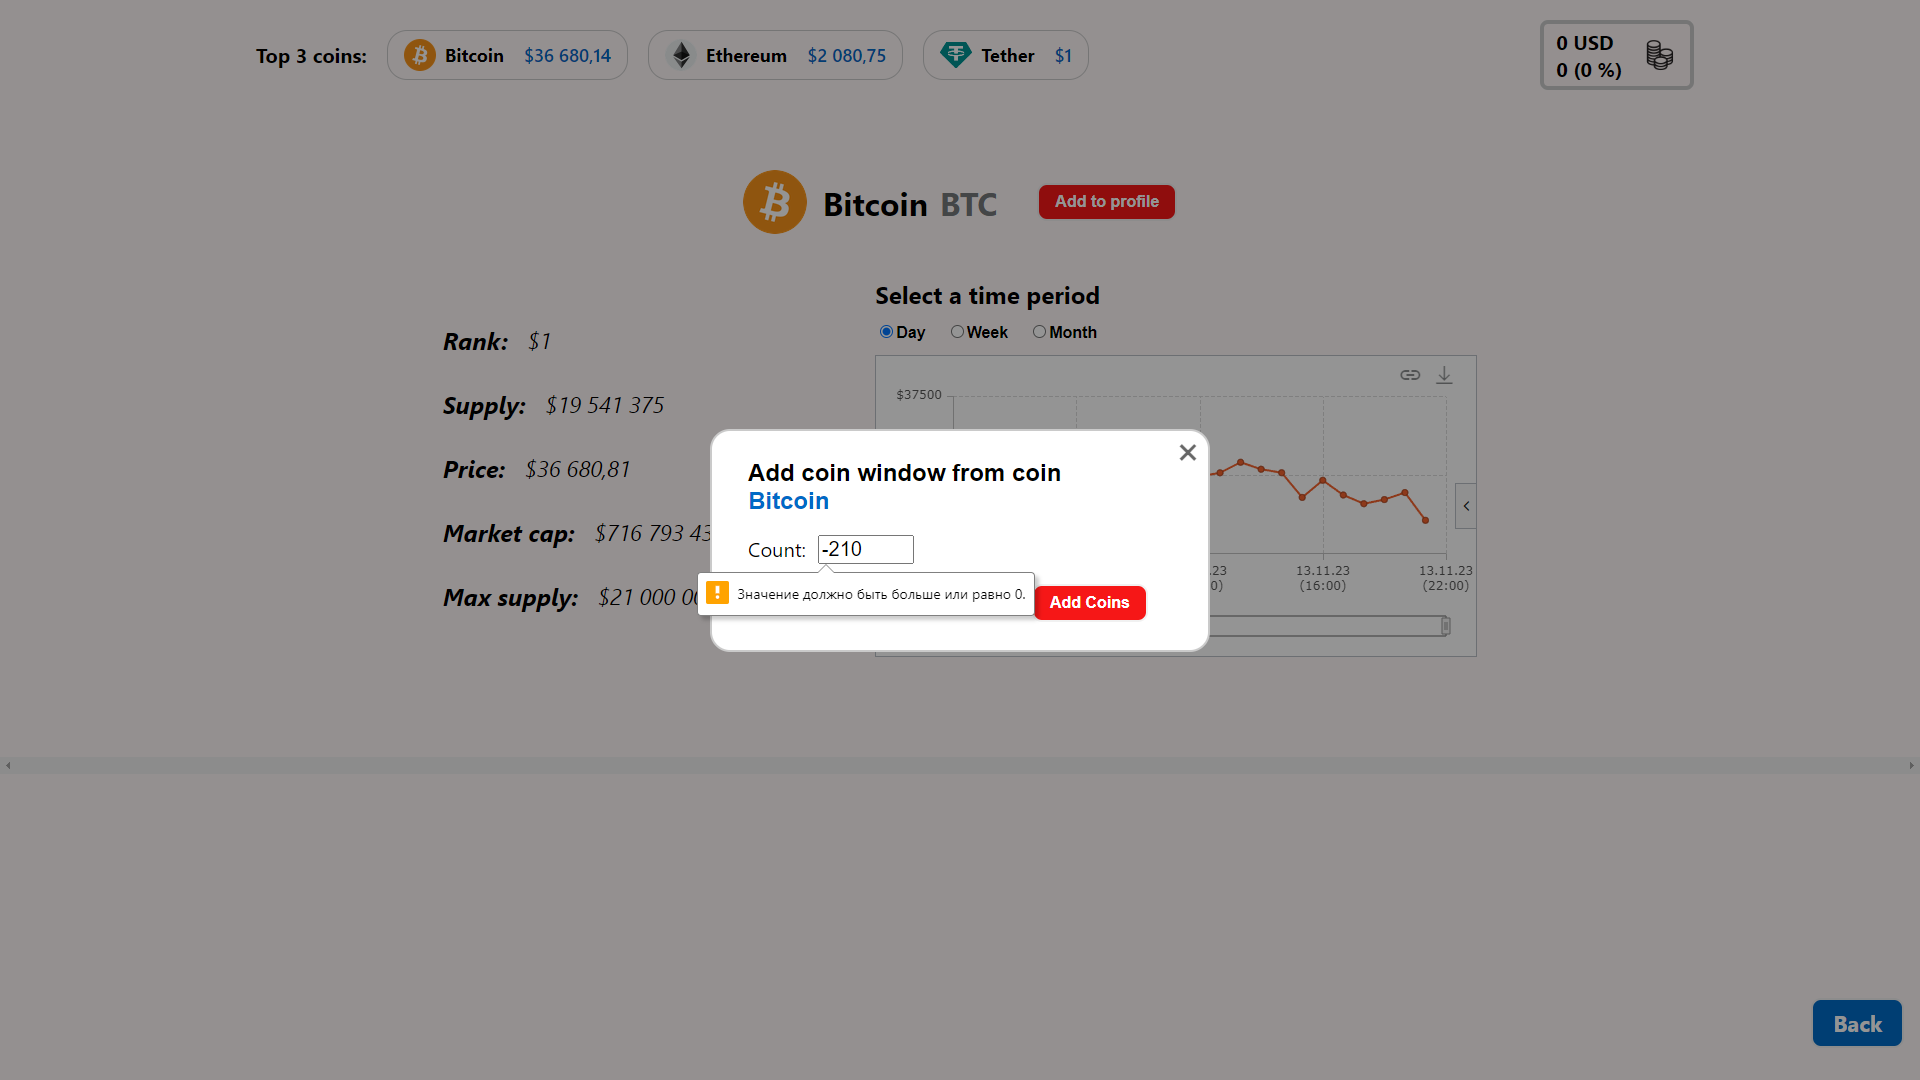 Top 3 coins:
Bitcoin $36 680,14
Ethereum $2 080,75
Tether $1
0 USD
0 (0 %)
Bitcoin BTC
Add to profile
Select a time period
Day
Week
Month
Rank: $1
Supply: $19 541 375
Price: $36 680,81
Market cap: $716 793 43
Max supply: $21 000 0
$37500
Add coin window from coin
Bitcoin
Count: -210
Значение должно быть больше или равно 0.
Add Coins
.23
0)
13.11.23
(16:00)
13.11.23
(22:00)
Back